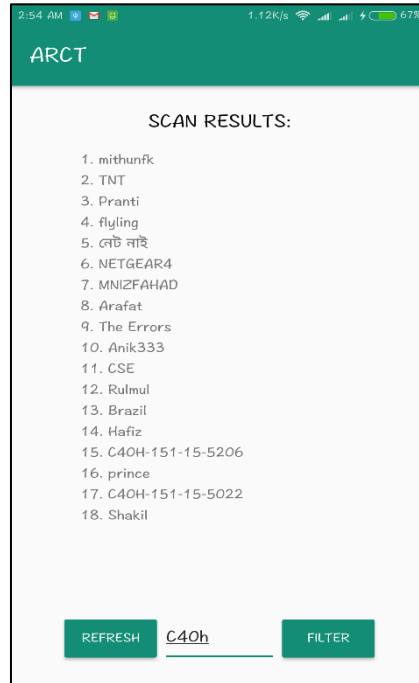 2:54 AM 1.12K/s 67%
ARCT
SCAN RESULTS:
1. mithunfk
2. TNT
3. Pranti
4. flyling
5. নেট নাই
6. NETGEAR4
7. MNIZFAHAD
8. Arafat
9. The Errors
10. Anik333
11. CSE
12. Rulmul
13. Brazil
14. Hafiz
15. C40H-151-15-5206
16. prince
17. C40H-151-15-5022
18. Shakil
REFRESH C40h FILTER